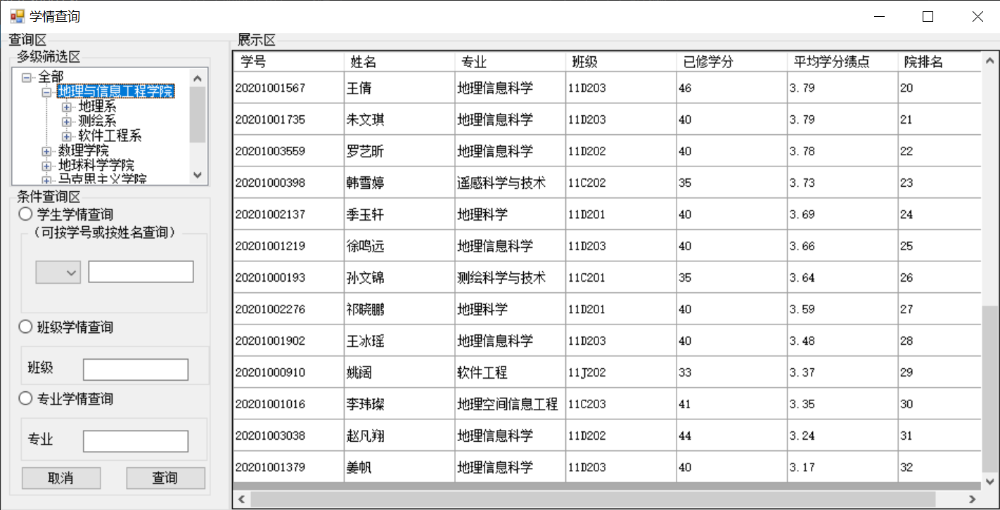 学情查询
查询区
多级筛选区
全部
地理与信息工程学院
地理系
测绘系
软件工程系
数理学院
地球科学学院
马克思主义学院
条件查询区
学生学情查询
（可按学号或按姓名查询）
班级学情查询
班级
专业学情查询
专业
取消 查询
展示区
学号 姓名 专业 班级 已修学分 平均学分绩点 院排名
20201001567 王倩 地理信息科学 11D203 46 3.79 20
20201001735 朱文琪 地理信息科学 11D203 40 3.79 21
20201003559 罗艺昕 地理信息科学 11D202 40 3.78 22
20201000398 韩雪婷 遥感科学与技术 11C202 35 3.73 23
20201002137 季玉轩 地理科学 11D201 40 3.69 24
20201001219 徐鸣远 地理信息科学 11D203 40 3.66 25
20201000193 孙文锦 测绘科学与技术 11C201 35 3.64 26
20201002276 祁晓鹏 地理科学 11D201 40 3.59 27
20201001902 王冰瑶 地理信息科学 11D203 40 3.48 28
20201000910 姚阔 软件工程 11J202 33 3.37 29
20201001016 李玮璨 地理空间信息工程 11C203 41 3.35 30
20201003038 赵凡翔 地理信息科学 11D202 44 3.24 31
20201001379 姜帆 地理信息科学 11D203 40 3.17 32